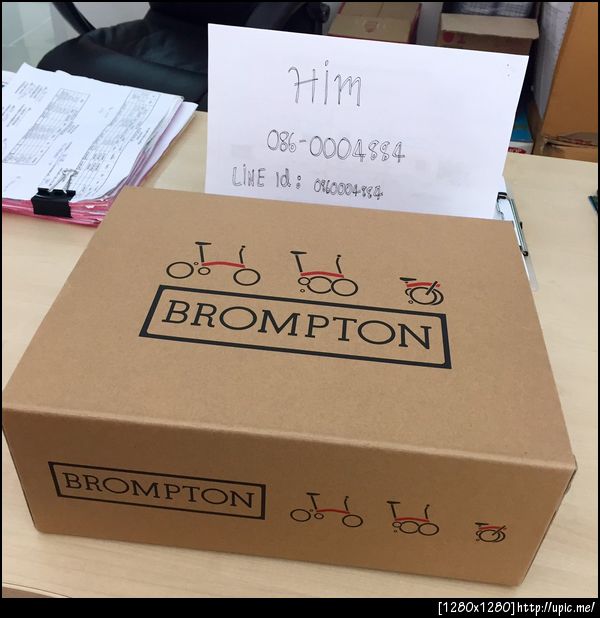 HIM
086-0004884
LINE Id: 0860004884
BROMPTON
BROMPTON
[1280x1280]http://upic.me/